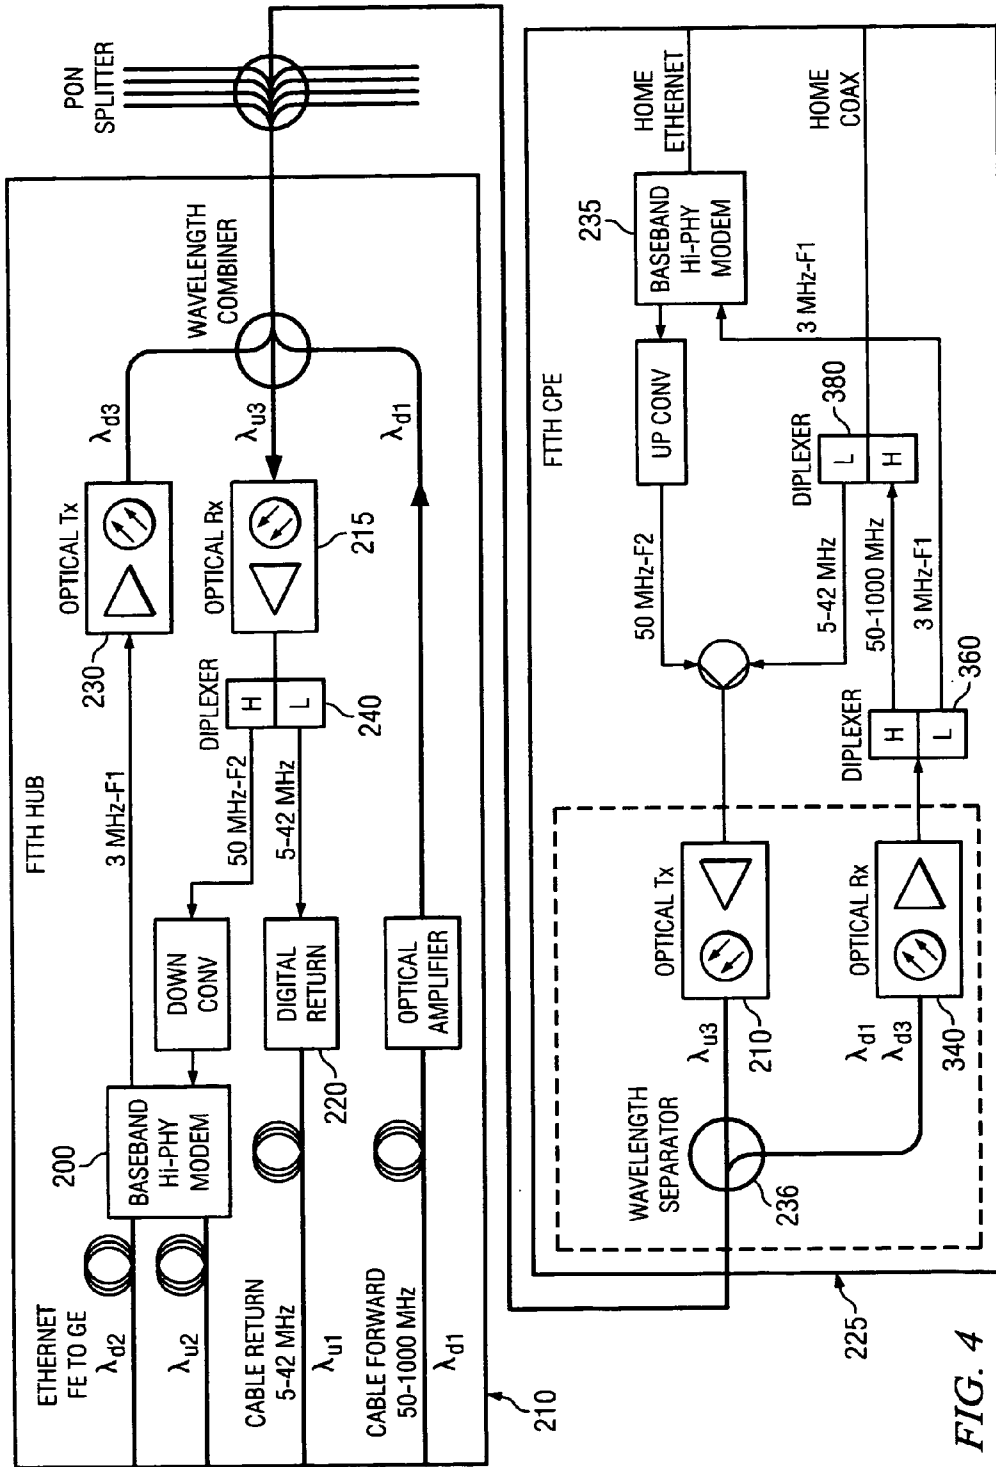 FTTH HUB
ETHERNET
FE TO GE
λd2
λu2
200
BASEBAND
Hi-PHY
MODEM
3 MHz-F1
230
OPTICAL Tx
λd3
DOWN
CONV
50 MHz-F2
DIPLEXER
H
L
240
OPTICAL Rx
215
λu3
WAVELENGTH
COMBINER
PON
SPLITTER
CABLE RETURN
5-42 MHz
λu1
220
DIGITAL
RETURN
5-42 MHz
CABLE FORWARD
50-1000 MHz
λd1
OPTICAL
AMPLIFIER
λd1
210
FTTH CPE
225
WAVELENGTH
SEPARATOR
236
λu3
210
OPTICAL Tx
λd1
λd3
340
OPTICAL Rx
50 MHz-F2
UP CONV
235
BASEBAND
Hi-PHY
MODEM
HOME
ETHERNET
5-42 MHz
DIPLEXER
L
H
380
3 MHz-F1
HOME
COAX
DIPLEXER
H
L
360
50-1000 MHz
3 MHz-F1
FIG. 4